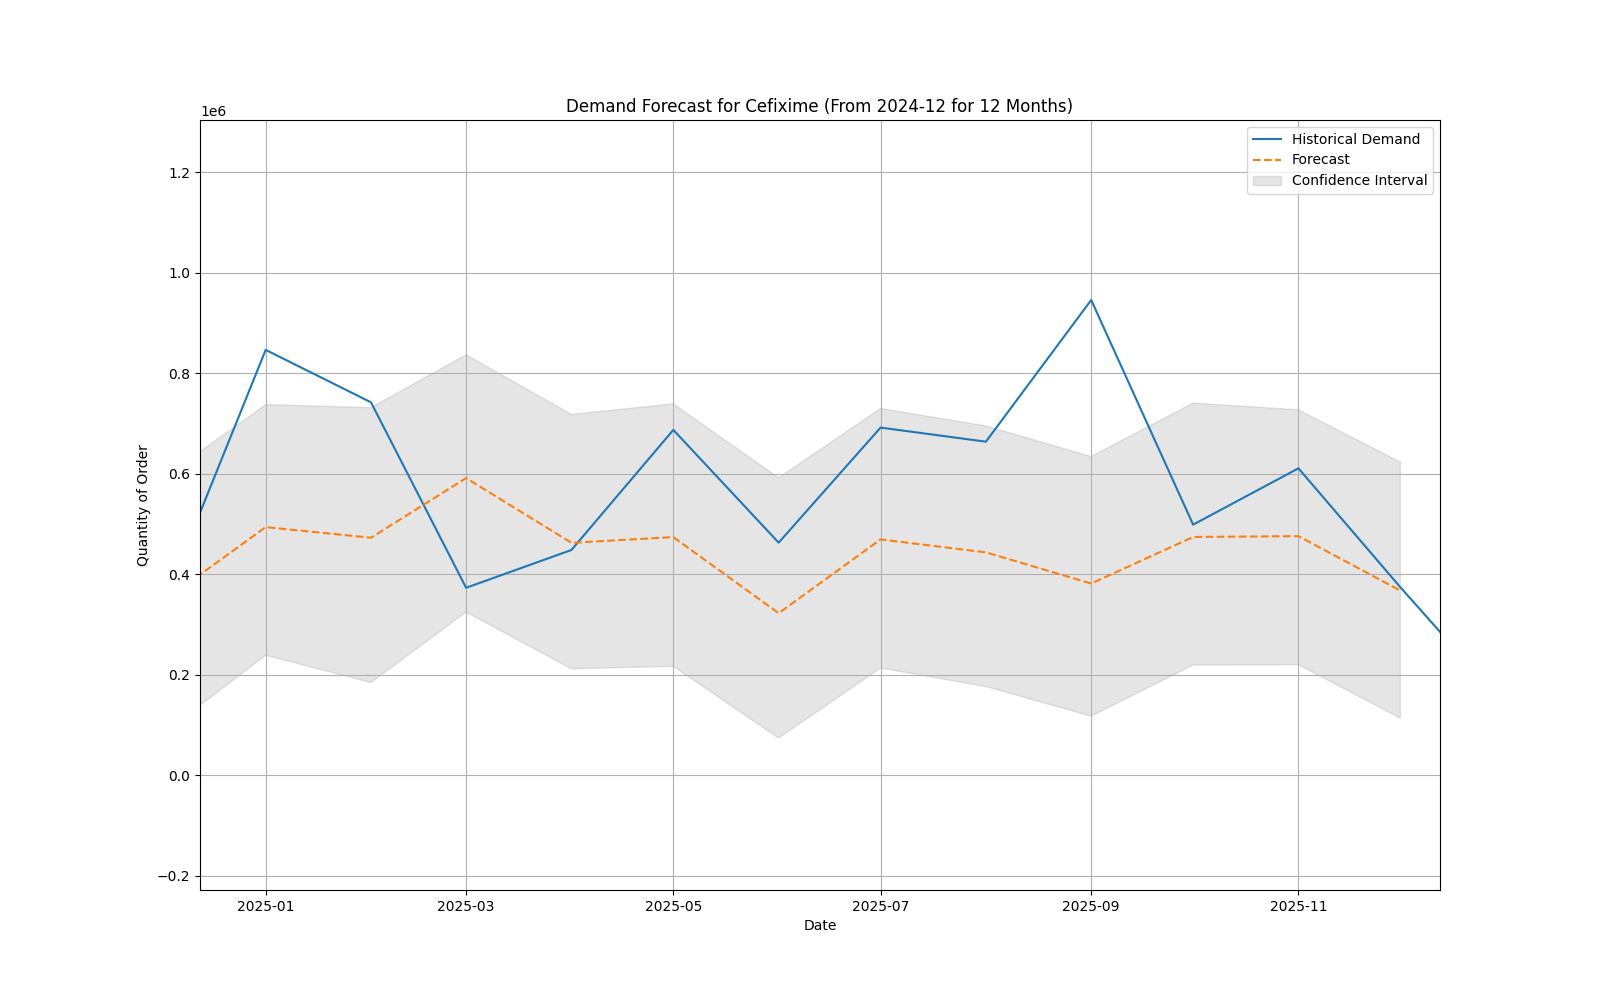 Demand Forecast for Cefixime (From 2024-12 for 12 Months)
1e6
Historical Demand
Forecast
Confidence Interval
1.2
1.0
0.8
0.6
0.4
0.2
0.0
−0.2
Quantity of Order
2025-01 2025-03 2025-05 2025-07 2025-09 2025-11
Date